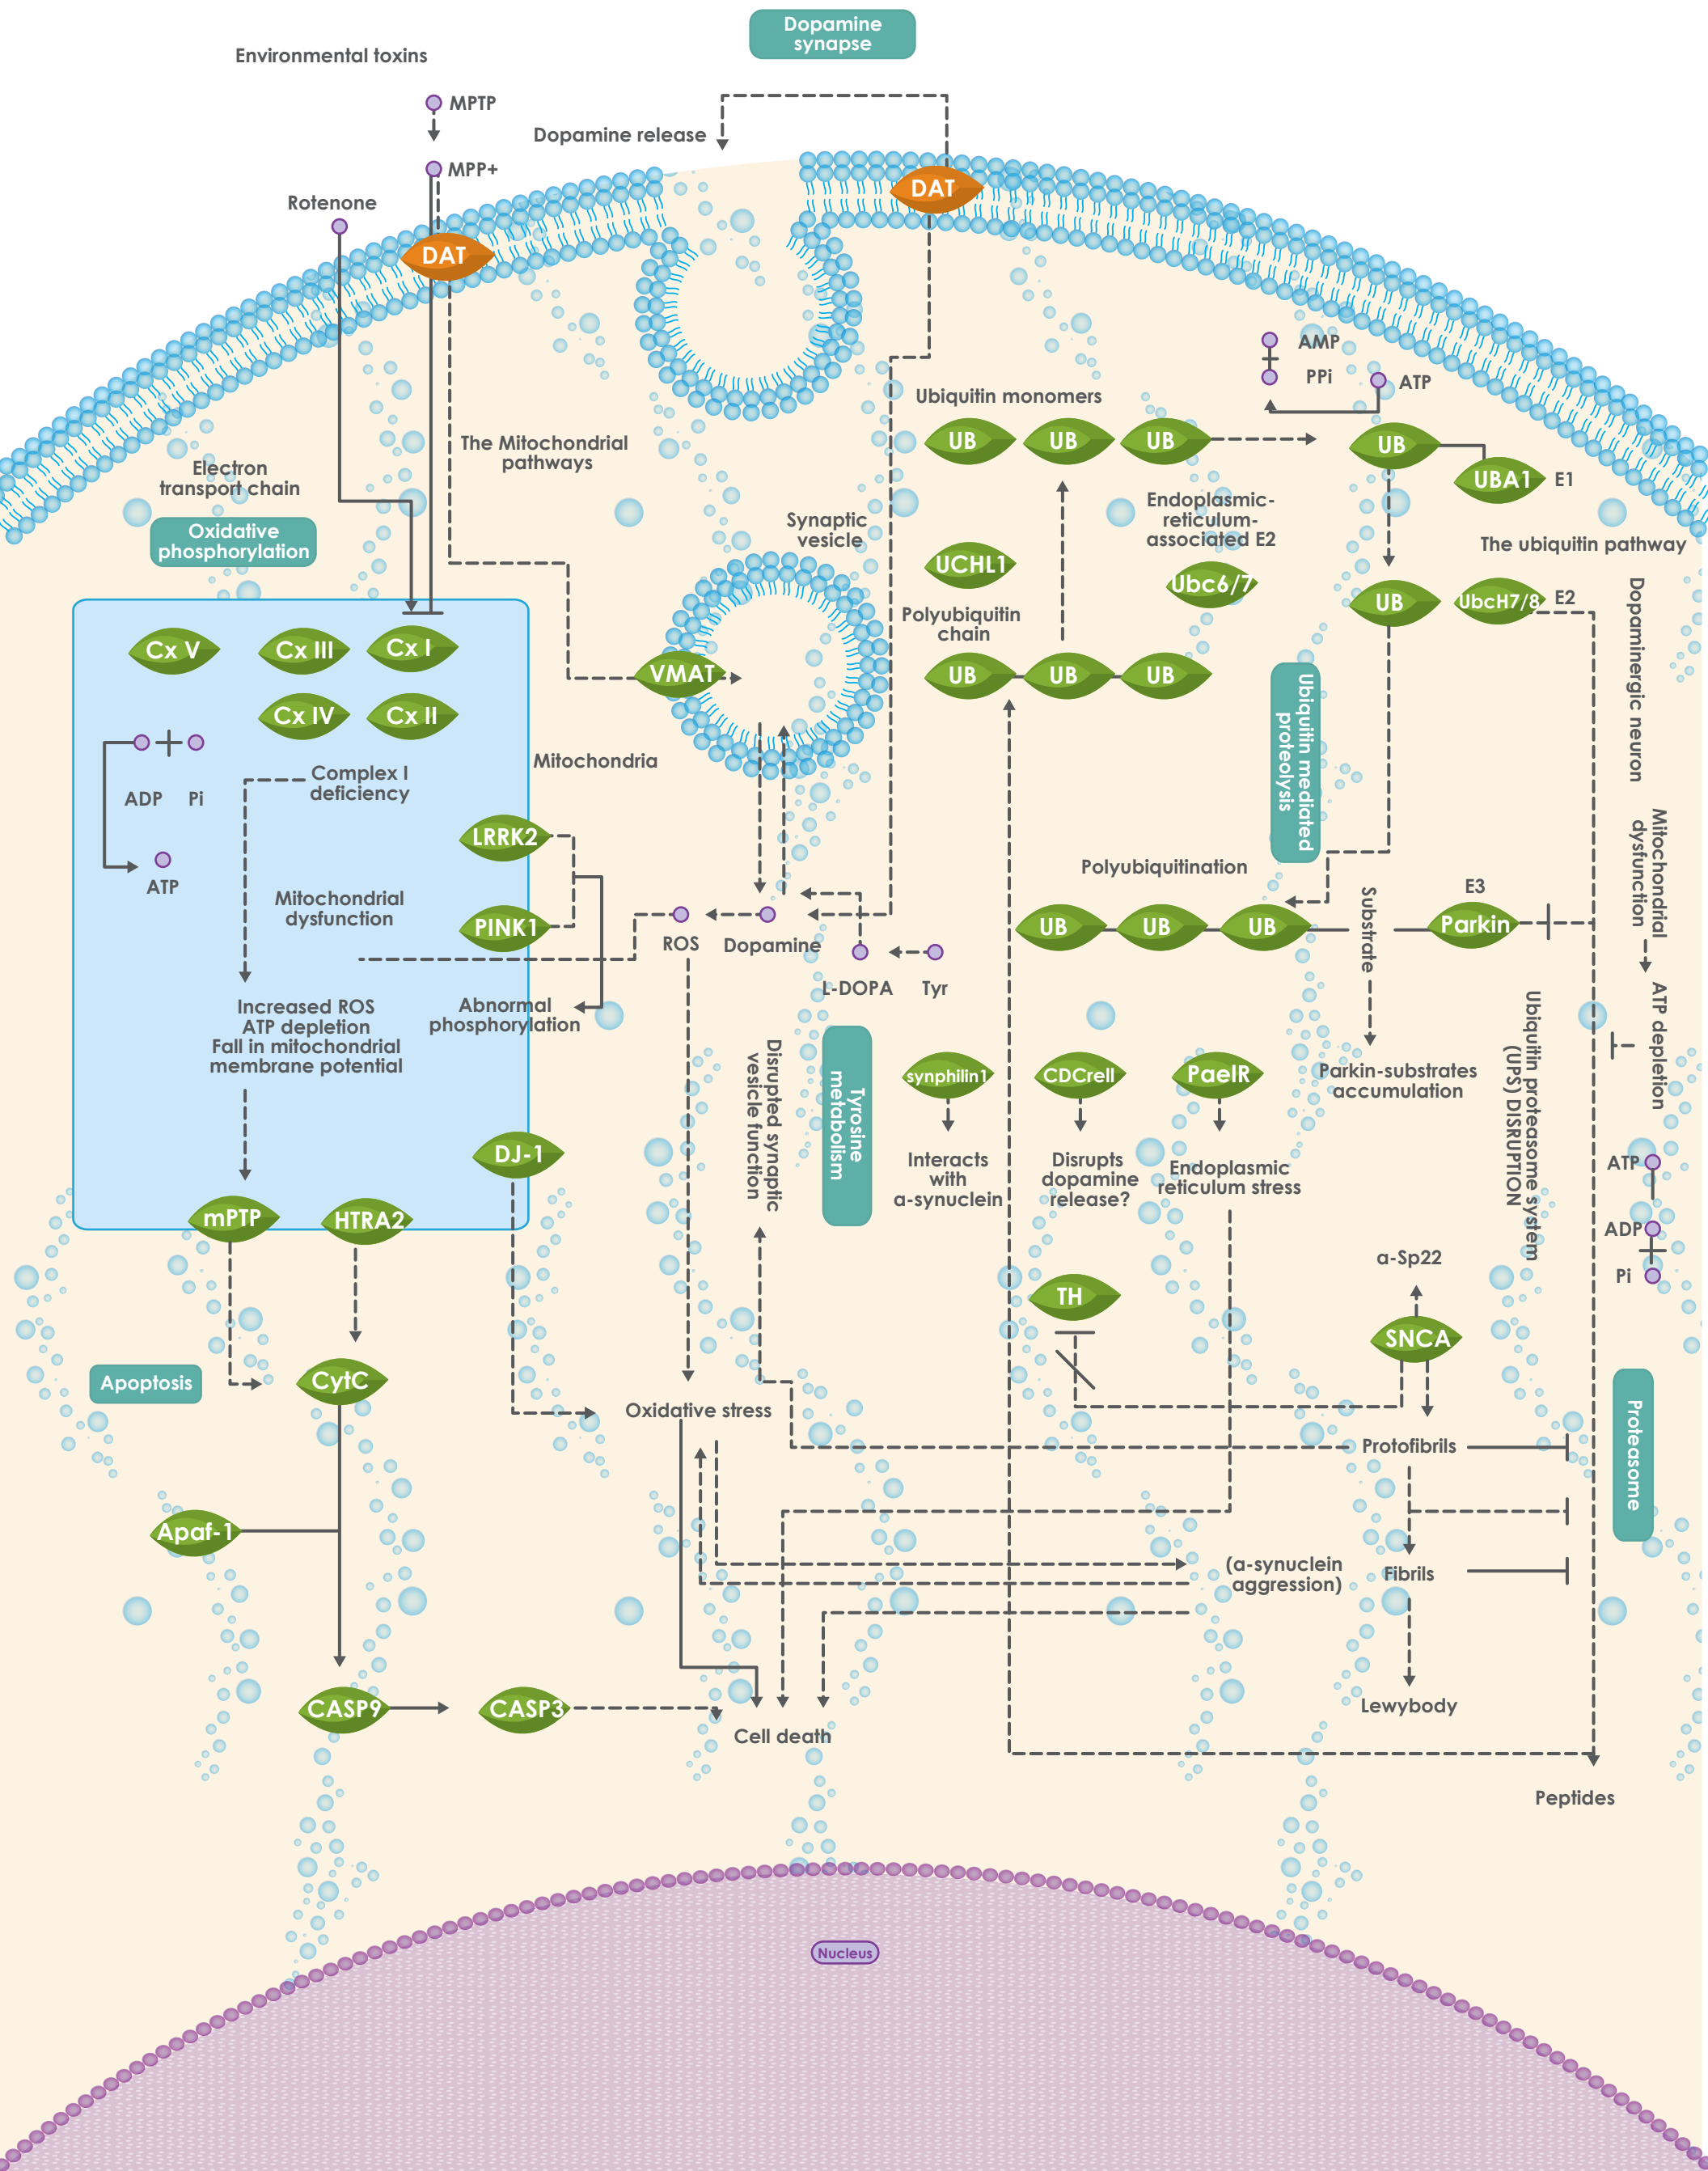 Dopamine
synapse
Environmental toxins
MPTP
Dopamine release
MPP+
DAT
Rotenone
DAT
AMP
PPi
ATP
Ubiquitin monomers
UB
UB
UB
UB
The Mitochondrial
pathways
Electron
transport chain
UBA1
E1
Oxidative
phosphorylation
Synaptic
vesicle
Endoplasmic-
reticulum-
associated E2
The ubiquitin pathway
UCHL1
Ubc6/7
UB
UbcH7/8
E2
Polyubiquitin
chain
Cx V
Cx III
Cx I
VMAT
UB
UB
UB
Dopaminergic neuron
Cx IV
Cx II
Ubiquitin mediated
proteolysis
Mitochondria
Complex I
deficiency
ADP
Pi
LRRK2
ATP
Polyubiquitination
Mitochondrial
dysfunction
Mitochondrial
dysfunction
PINK1
ROS
Dopamine
UB
UB
UB
Substrate
E3
Parkin
L-DOPA
Tyr
Increased ROS
ATP depletion
Fall in mitochondrial
membrane potential
Abnormal
phosphorylation
ATP depletion
Ubiquitin proteasome system
(UPS) DISRUPTION
Disrupted synaptic
vesicle function
Tyrosine
metabolism
synphilin1
CDCrell
PaelR
Parkin-substrates
accumulation
DJ-1
Interacts
with
α-synuclein
Disrupts
dopamine
release?
Endoplasmic
reticulum stress
ATP
ADP
Pi
mPTP
HTRA2
α-Sp22
TH
SNCA
Apoptosis
CytC
Oxidative stress
Protofibrils
Proteasome
Apaf-1
(α-synuclein
aggression)
Fibrils
CASP9
CASP3
Cell death
Lewybody
Peptides
Nucleus